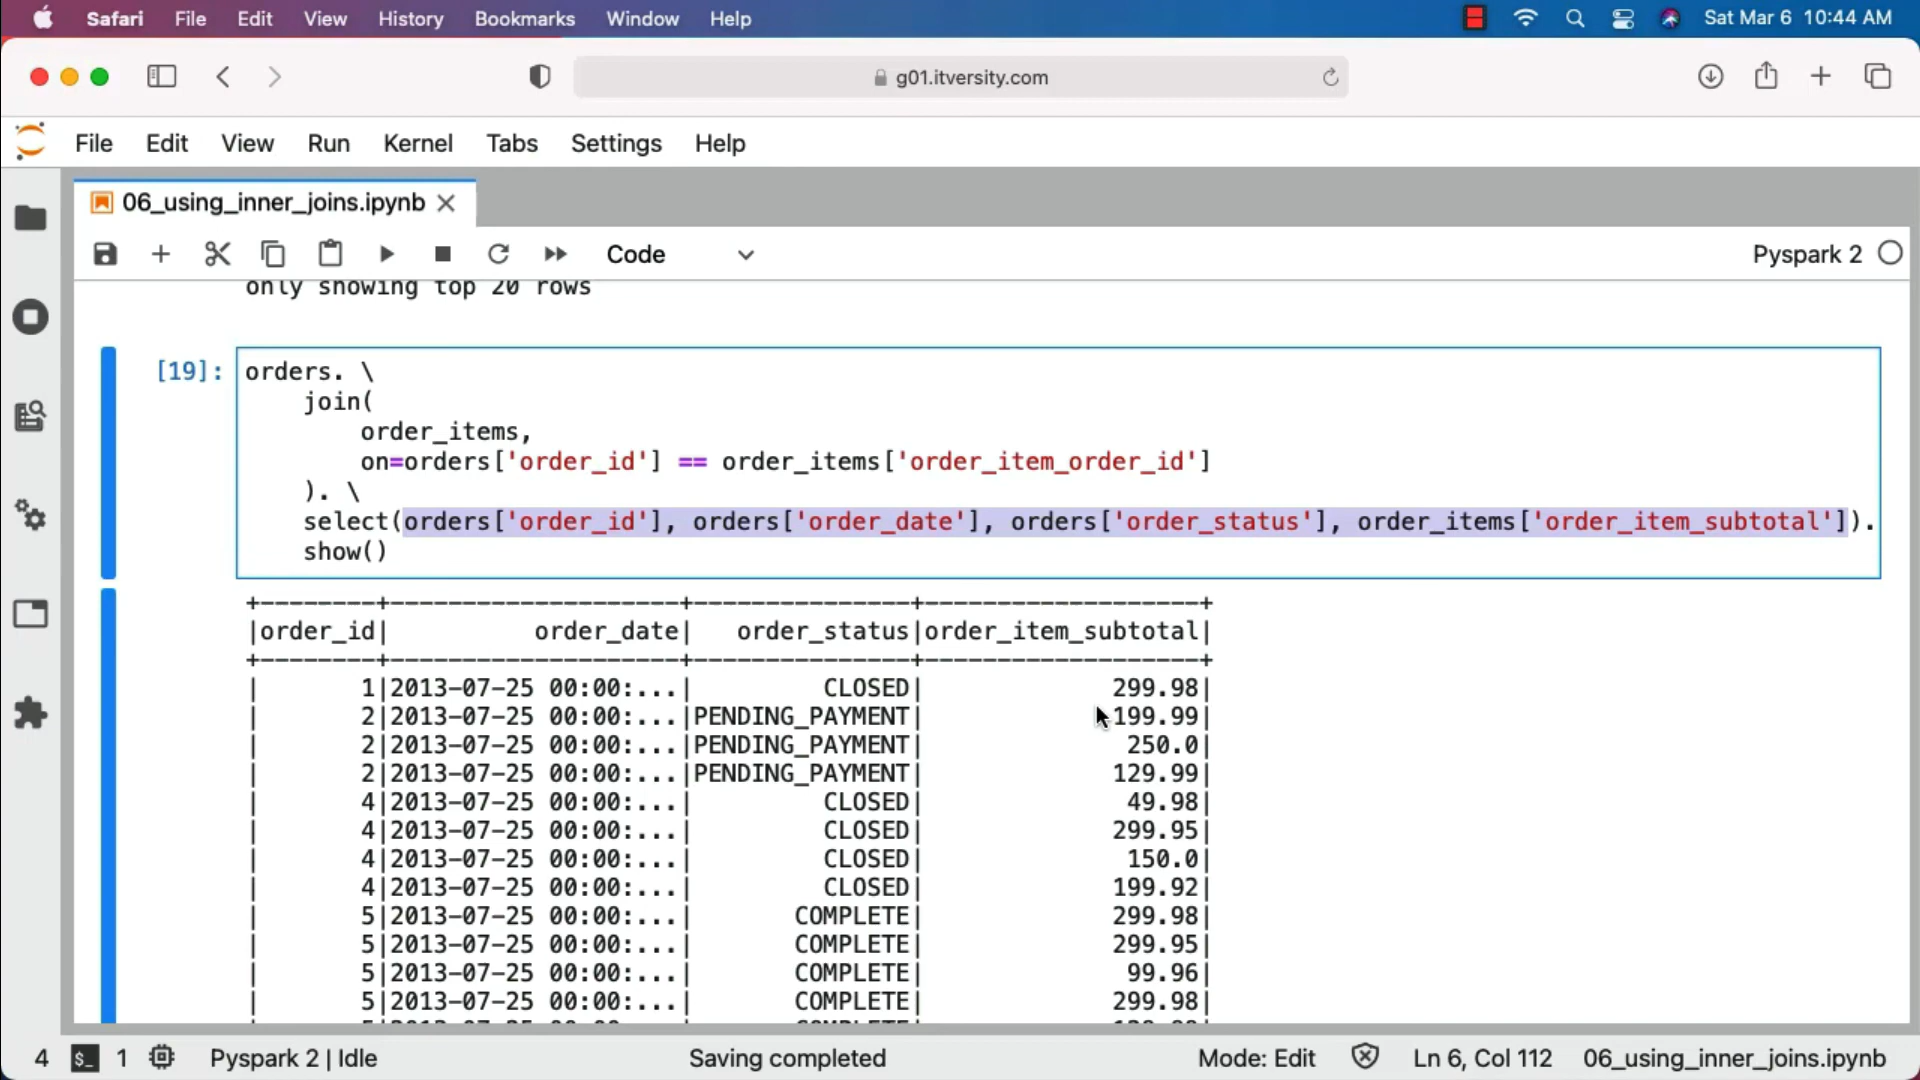 Safari File Edit View History Bookmarks Window Help Sat Mar 6 10:44 AM
g01.itversity.com
File Edit View Run Kernel Tabs Settings Help
06_using_inner_joins.ipynb
Code Pyspark 2
only showing top 20 rows
[19]: orders. \
join(
order_items,
on=orders['order_id'] == order_items['order_item_order_id']
). \
select(orders['order_id'], orders['order_date'], orders['order_status'], order_items['order_item_subtotal']).
show()
+--------+--------------------+---------------+-------------------+
|order_id|          order_date|   order_status|order_item_subtotal|
+--------+--------------------+---------------+-------------------+
|       1|2013-07-25 00:00:...|         CLOSED|             299.98|
|       2|2013-07-25 00:00:...|PENDING_PAYMENT|             199.99|
|       2|2013-07-25 00:00:...|PENDING_PAYMENT|              250.0|
|       2|2013-07-25 00:00:...|PENDING_PAYMENT|             129.99|
|       4|2013-07-25 00:00:...|         CLOSED|              49.98|
|       4|2013-07-25 00:00:...|         CLOSED|             299.95|
|       4|2013-07-25 00:00:...|         CLOSED|              150.0|
|       4|2013-07-25 00:00:...|         CLOSED|             199.92|
|       5|2013-07-25 00:00:...|       COMPLETE|             299.98|
|       5|2013-07-25 00:00:...|       COMPLETE|             299.95|
|       5|2013-07-25 00:00:...|       COMPLETE|              99.96|
|       5|2013-07-25 00:00:...|       COMPLETE|             299.98|
4 $_ 1 Pyspark 2 | Idle Saving completed Mode: Edit Ln 6, Col 112 06_using_inner_joins.ipynb